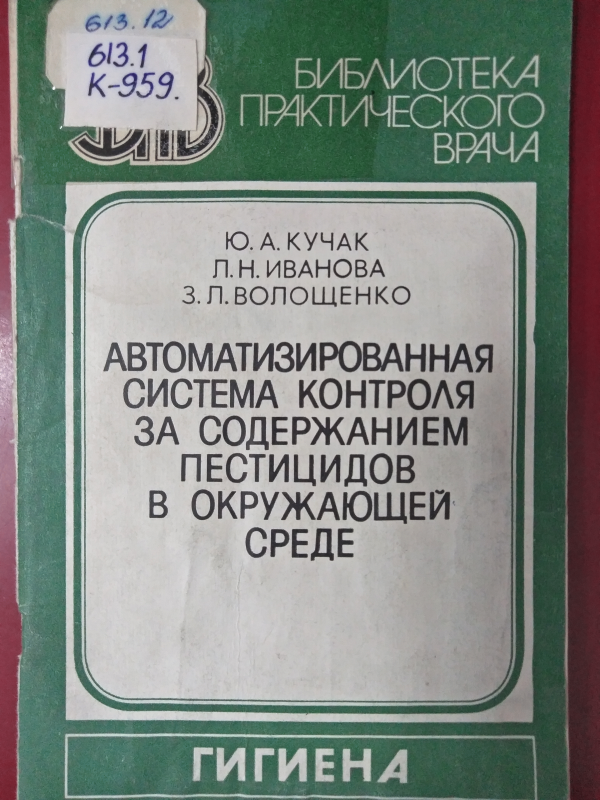 613.12
613.1
К-959.
БИБЛИОТЕКА
ПРАКТИЧЕСКОГО
ВРАЧА
Ю. А. КУЧАК
Л. Н. ИВАНОВА
З. Л. ВОЛОЩЕНКО
АВТОМАТИЗИРОВАННАЯ
СИСТЕМА КОНТРОЛЯ
ЗА СОДЕРЖАНИЕМ
ПЕСТИЦИДОВ
В ОКРУЖАЮЩЕЙ
СРЕДЕ
ГИГИЕНА